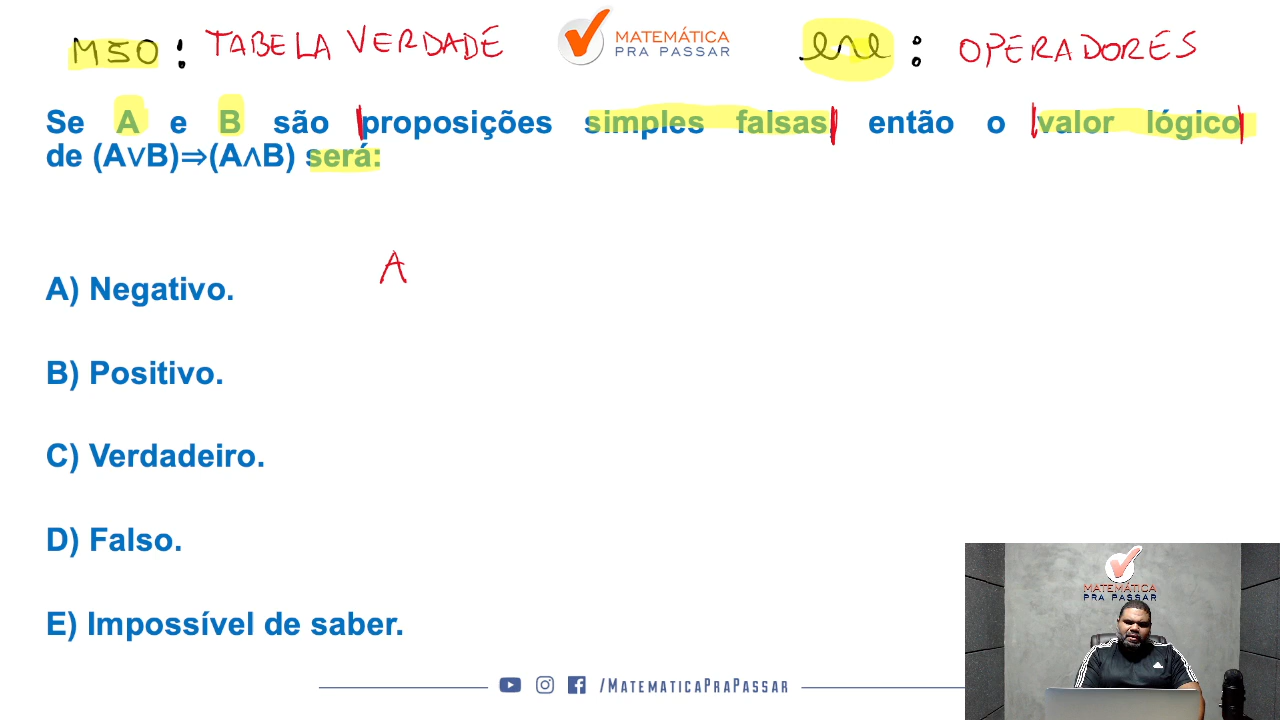 M50 : TABELA VERDADE
MATEMÁTICA
PRA PASSAR
: OPERADORES
Se A e B são proposições simples falsas, então o valor lógico
de (A∨B)⇒(A∧B) será:
A
A) Negativo.
B) Positivo.
C) Verdadeiro.
D) Falso.
E) Impossível de saber.
MATEMÁTICA
PRA PASSAR
/MATEMATICAPRAPASSAR